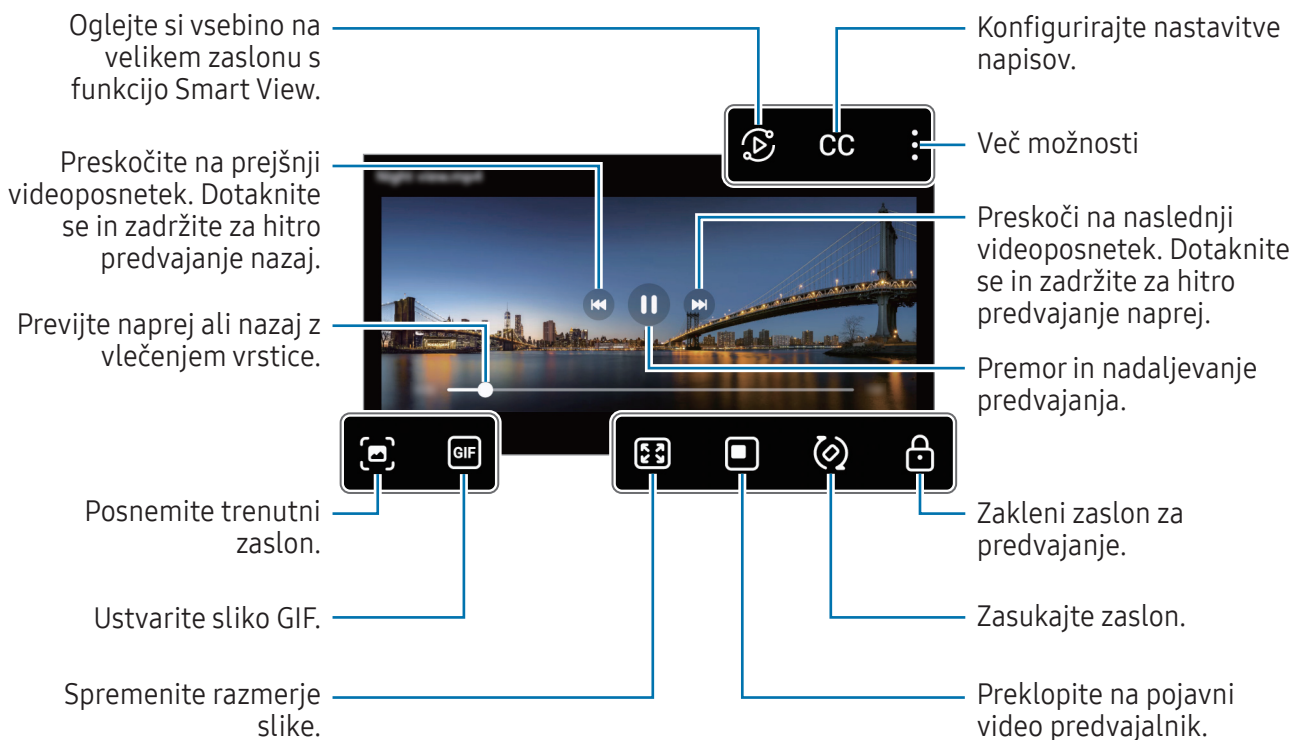 Oglejte si vsebino na
velikem zaslonu s
funkcijo Smart View.
Konfigurirajte nastavitve
napisov.
CC
Več možnosti
Preskočite na prejšnji
videoposnetek. Dotaknite
se in zadržite za hitro
predvajanje nazaj.
Night view.mp4
Preskoči na naslednji
videoposnetek. Dotaknite
se in zadržite za hitro
predvajanje naprej.
Previjte naprej ali nazaj z
vlečenjem vrstice.
Premor in nadaljevanje
predvajanja.
GIF
Posnemite trenutni
zaslon.
Zakleni zaslon za
predvajanje.
Ustvarite sliko GIF.
Zasukajte zaslon.
Spremenite razmerje
slike.
Preklopite na pojavni
video predvajalnik.